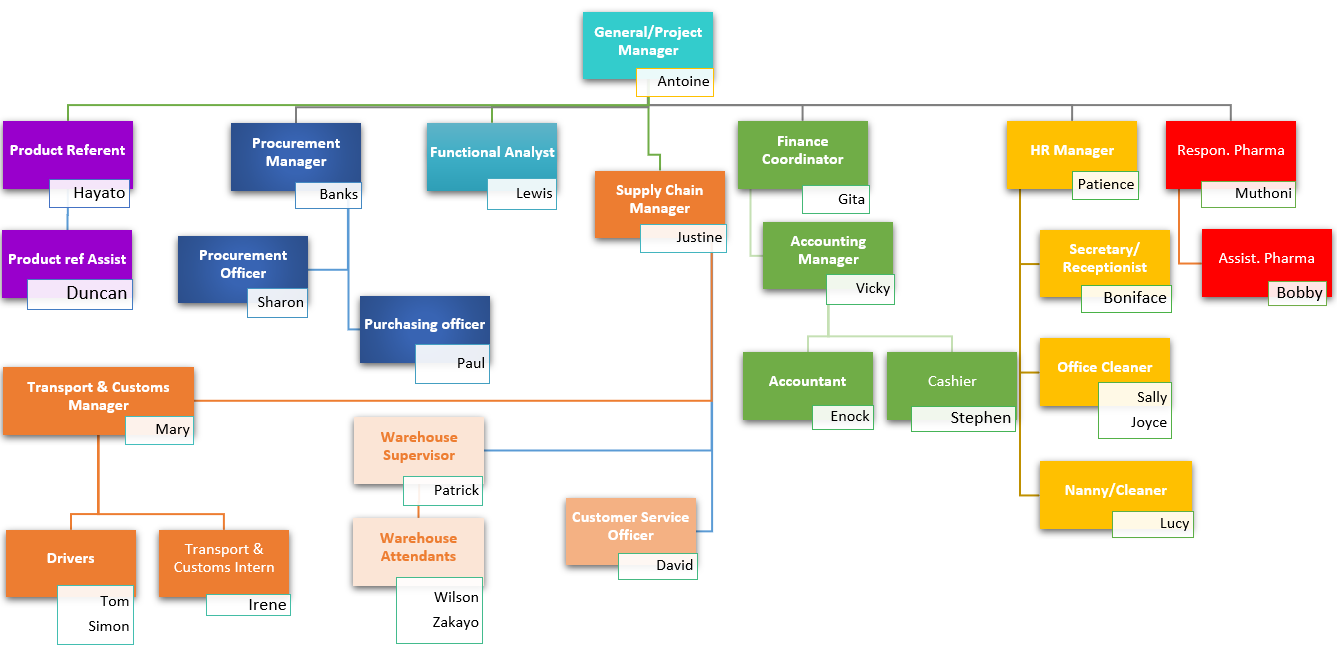 General/Project
Manager
Antoine
Product Referent
Hayato
Procurement
Manager
Banks
Functional Analyst
Lewis
Supply Chain
Manager
Justine
Finance
Coordinator
Gita
HR Manager
Patience
Respon. Pharma
Muthoni
Product ref Assist
Duncan
Procurement
Officer
Sharon
Purchasing officer
Paul
Accounting
Manager
Vicky
Secretary/
Receptionist
Boniface
Assist. Pharma
Bobby
Transport & Customs
Manager
Mary
Accountant
Enock
Cashier
Stephen
Office Cleaner
Sally
Joyce
Warehouse
Supervisor
Patrick
Nanny/Cleaner
Lucy
Drivers
Tom
Simon
Transport &
Customs Intern
Irene
Warehouse
Attendants
Wilson
Zakayo
Customer Service
Officer
David